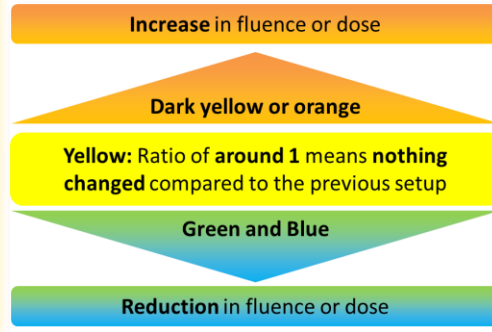 Increase in fluence or dose
Dark yellow or orange
Yellow: Ratio of around 1 means nothing
changed compared to the previous setup
Green and Blue
Reduction in fluence or dose